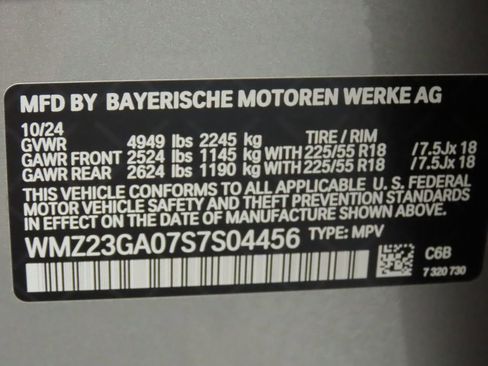 MFD BY BAYERISCHE MOTOREN WERKE AG
10/24
GVWR 4949 lbs 2245 kg TIRE / RIM
GAWR FRONT 2524 lbs 1145 kg WITH 225/55 R18 /7.5Jx 18
GAWR REAR 2624 lbs 1190 kg WITH 225/55 R18 /7.5Jx 18
THIS VEHICLE CONFORMS TO ALL APPLICABLE U.S. FEDERAL
MOTOR VEHICLE SAFETY AND THEFT PREVENTION STANDARDS
IN EFFECT ON THE DATE OF MANUFACTURE SHOWN ABOVE.
WMZ23GA07S7S04456 TYPE: MPV
C6B
7 320 730